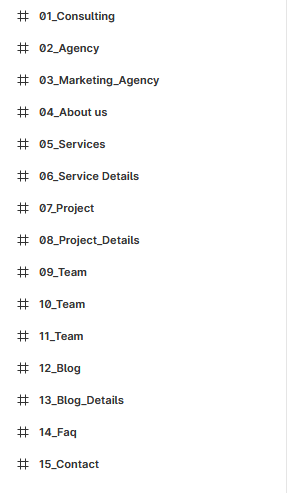 01_Consulting
02_Agency
03_Marketing_Agency
04_About us
05_Services
06_Service Details
07_Project
08_Project_Details
09_Team
10_Team
11_Team
12_Blog
13_Blog_Details
14_Faq
15_Contact